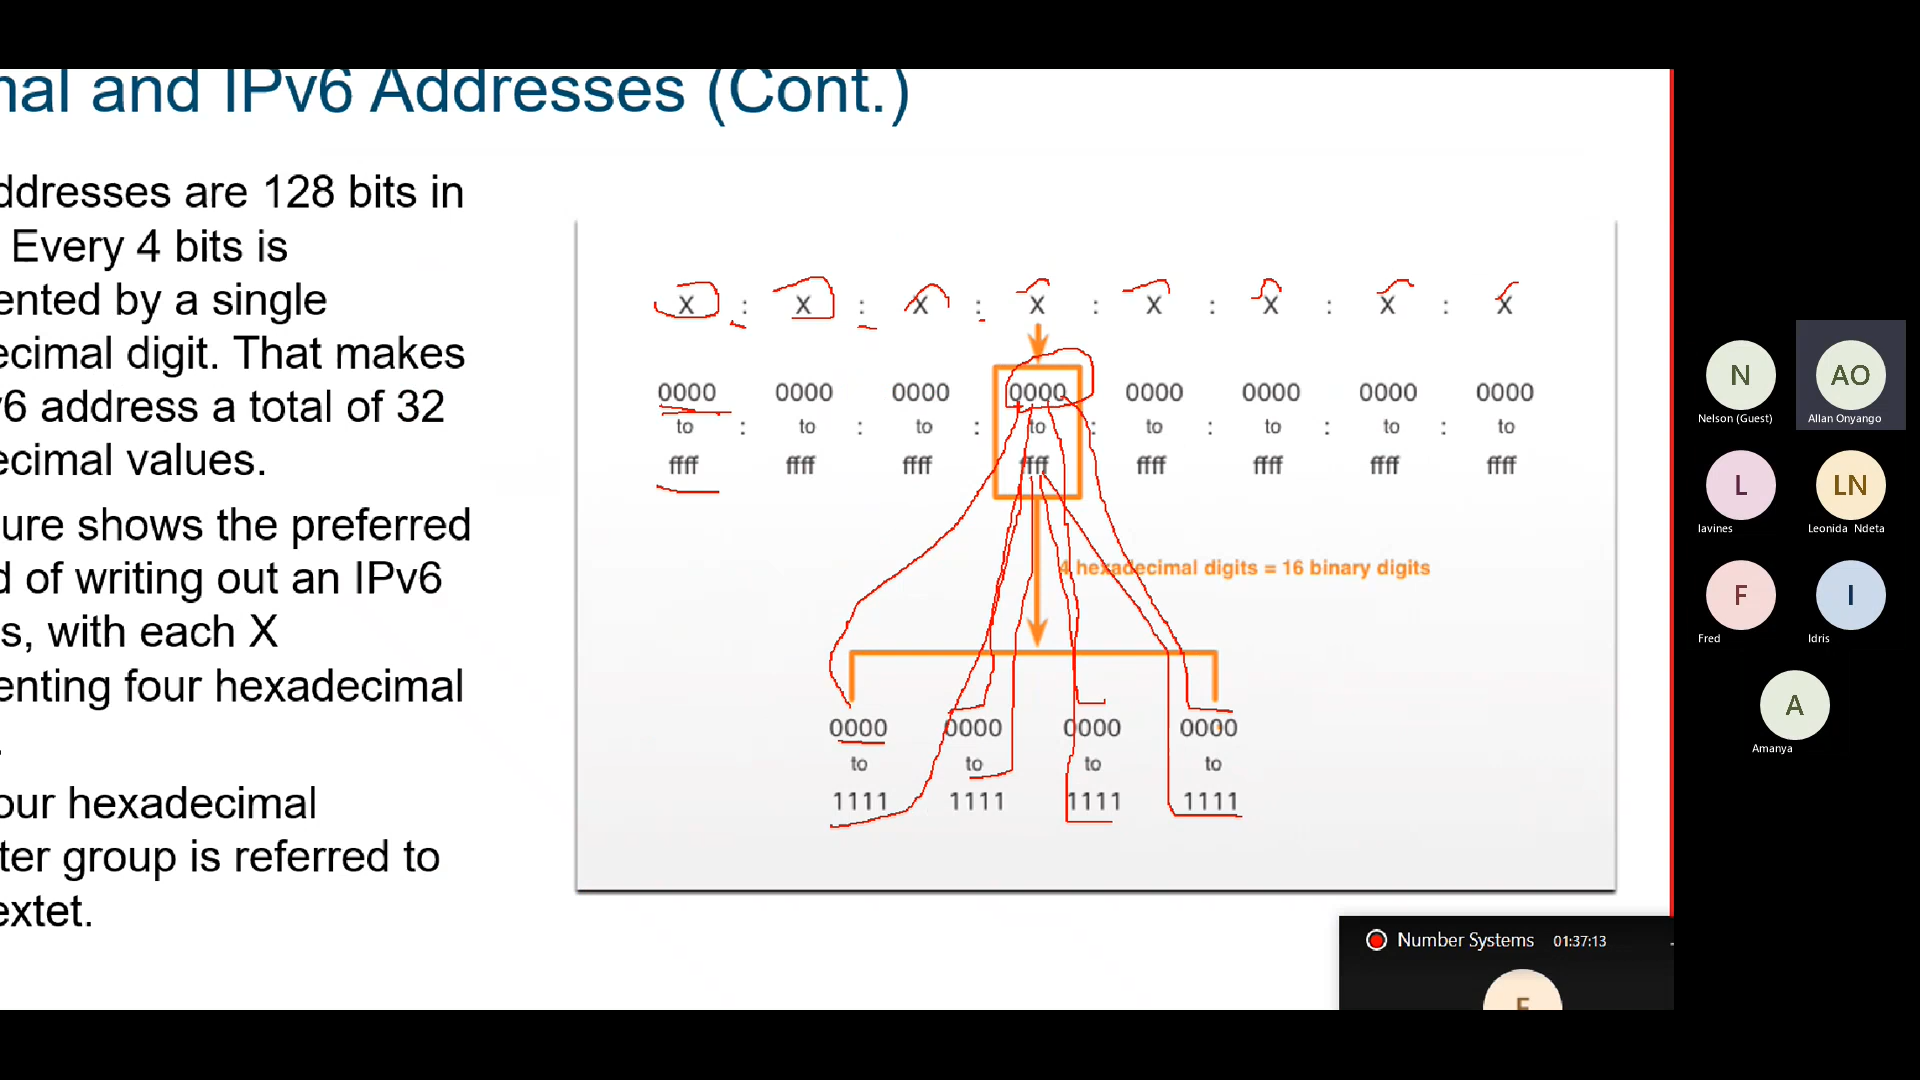 nal and IPv6 Addresses (Cont.)
ddresses are 128 bits in
Every 4 bits is
ented by a single
ecimal digit. That makes
v6 address a total of 32
ecimal values.
ure shows the preferred
d of writing out an IPv6
s, with each X
enting four hexadecimal
.
our hexadecimal
ter group is referred to
extet.
X : X : X : X : X : X : X : X
0000 0000 0000 0000 0000 0000 0000 0000
to : to : to : to : to : to : to : to
ffff ffff ffff ffff ffff ffff ffff ffff
4 hexadecimal digits = 16 binary digits
0000 0000 0000 0000
to to to to
1111 1111 1111 1111
Number Systems 01:37:13
N AO
Nelson (Guest) Allan Onyango
L LN
lavines Leonida Ndeta
F I
Fred Idris
A
Amanya